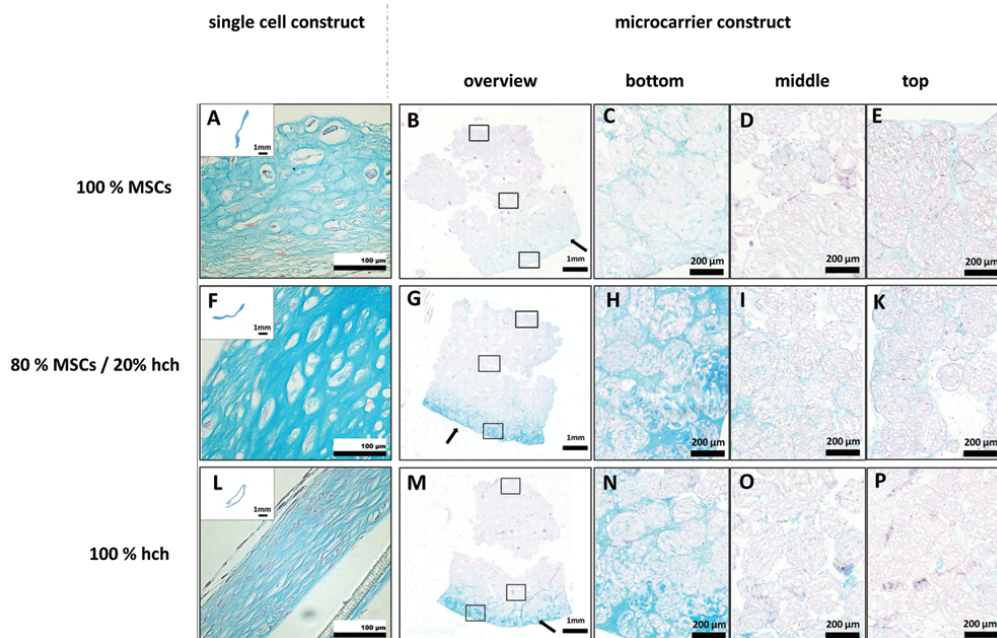 single cell construct
microcarrier construct
overview
bottom
middle
top
100 % MSCs
A
1mm
100 µm
B
1mm
C
200 µm
D
200 µm
E
200 µm
80 % MSCs / 20% hch
F
1mm
100 µm
G
1mm
H
200 µm
I
200 µm
K
200 µm
100 % hch
L
1mm
100 µm
M
1mm
N
200 µm
O
200 µm
P
200 µm